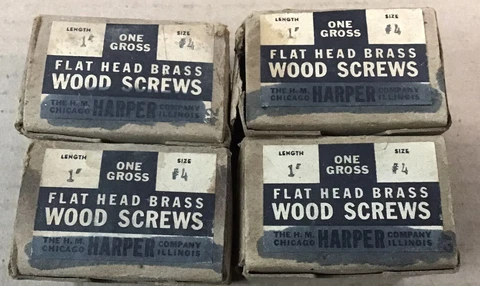 LENGTH ONE SIZE
1" GROSS #4
FLAT HEAD BRASS
WOOD SCREWS
THE H. M. HARPER COMPANY
CHICAGO ILLINOIS
LENGTH ONE SIZE
1" GROSS #4
FLAT HEAD BRASS
WOOD SCREWS
THE H. M. HARPER COMPANY
CHICAGO ILLINOIS
LENGTH ONE SIZE
1" GROSS #4
FLAT HEAD BRASS
WOOD SCREWS
THE H. M. HARPER COMPANY
CHICAGO ILLINOIS
LENGTH ONE SIZE
1" GROSS #4
FLAT HEAD BRASS
WOOD SCREWS
THE H. M. HARPER COMPANY
CHICAGO ILLINOIS